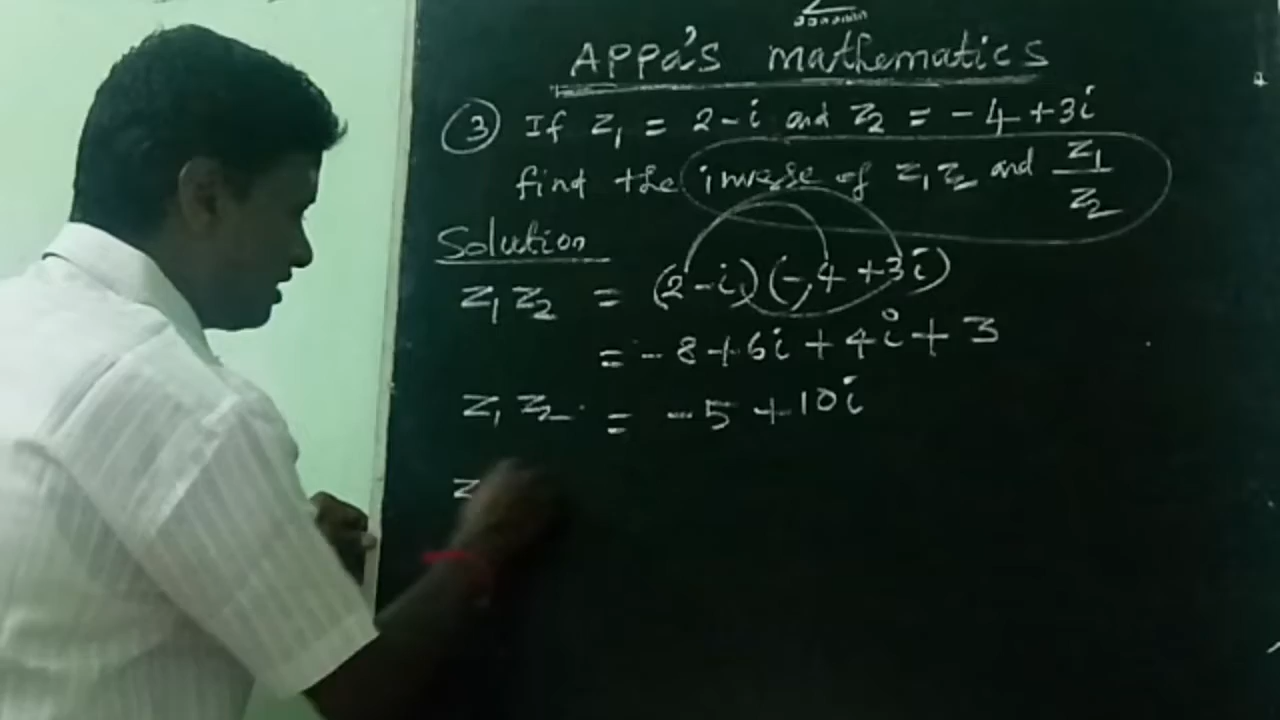 APPa's mathematics
③ If z₁ = 2-i and z₂ = -4+3i
find the inverse of z₁z₂ and z₁/z₂
Solution
z₁z₂ = (2-i)(-4+3i)
= -8+6i+4i+3
z₁z₂ = -5+10i
z